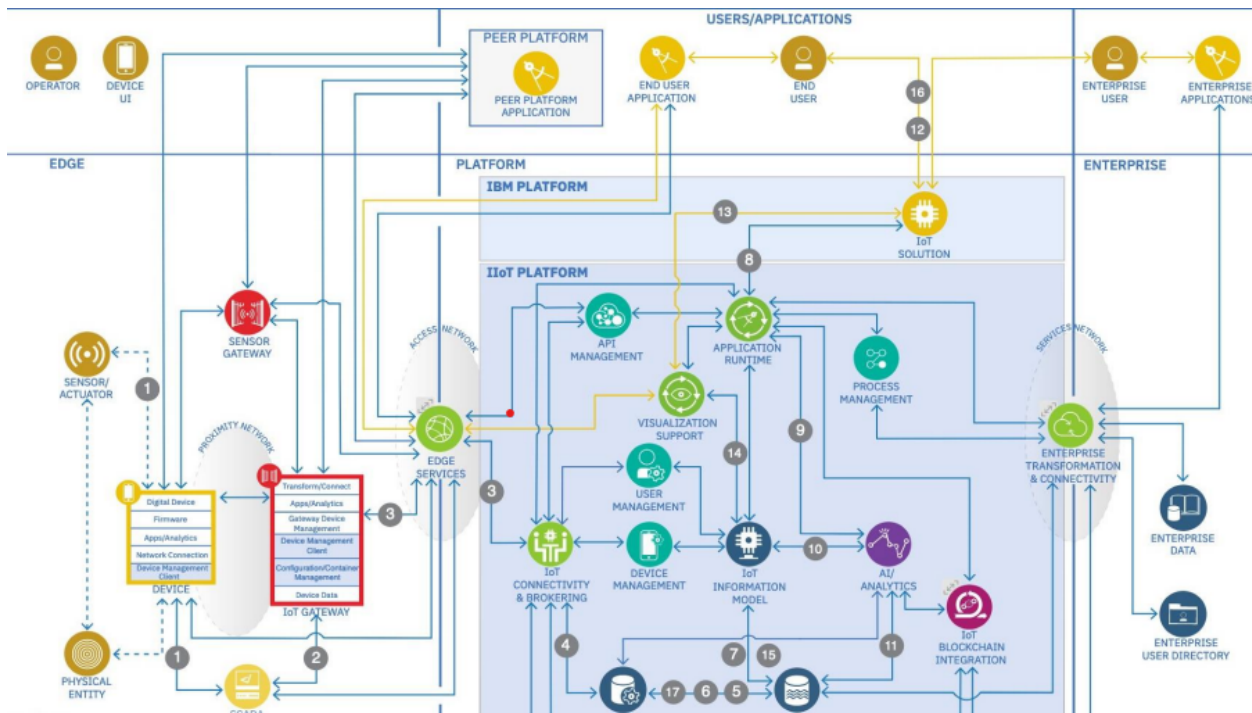 USERS/APPLICATIONS
PEER PLATFORM
OPERATOR
DEVICE
UI
PEER PLATFORM
APPLICATION
END USER
APPLICATION
END
USER
16
12
ENTERPRISE
USER
ENTERPRISE
APPLICATIONS
EDGE
PLATFORM
ENTERPRISE
IBM PLATFORM
13
IoT
SOLUTION
8
IIoT PLATFORM
SENSOR
GATEWAY
ACCESS NETWORK
API
MANAGEMENT
APPLICATION
RUNTIME
PROCESS
MANAGEMENT
SERVICES NETWORK
SENSOR/
ACTUATOR
1
VISUALIZATION
SUPPORT
9
PROXIMITY NETWORK
EDGE
SERVICES
14
ENTERPRISE
TRANSFORMATION
& CONNECTIVITY
3
USER
MANAGEMENT
Digital Device
Firmware
Apps/Analytics
Network Connection
Device Management
Client
DEVICE
Transform/Connect
Apps/Analytics
Gateway Device
Management
Device Management
Client
Configuration/Container
Management
Device Data
IoT GATEWAY
3
IoT
CONNECTIVITY
& BROKERING
DEVICE
MANAGEMENT
IoT
INFORMATION
MODEL
10
AI/
ANALYTICS
ENTERPRISE
DATA
IoT
BLOCKCHAIN
INTEGRATION
ENTERPRISE
USER DIRECTORY
PHYSICAL
ENTITY
1
2
4
7
15
11
17
6
5